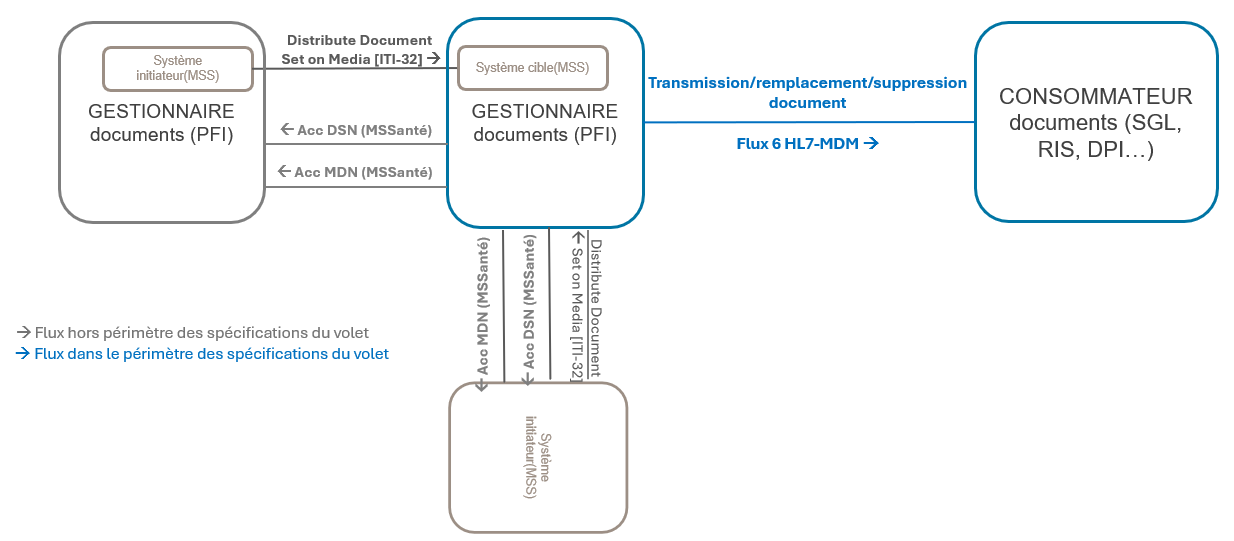 Système
initiateur(MSS)
GESTIONNAIRE
documents (PFI)
Distribute Document
Set on Media [ITI-32] →
← Acc DSN (MSSanté)
← Acc MDN (MSSanté)
Système cible(MSS)
GESTIONNAIRE
documents (PFI)
Transmission/remplacement/suppression
document
Flux 6 HL7-MDM →
CONSOMMATEUR
documents (SGL,
RIS, DPI…)
← Acc MDN (MSSanté)
← Acc DSN (MSSanté)
Distribute Document
← Set on Media [ITI-32]
→ Flux hors périmètre des spécifications du volet
→ Flux dans le périmètre des spécifications du volet
Système
initiateur(MSS)